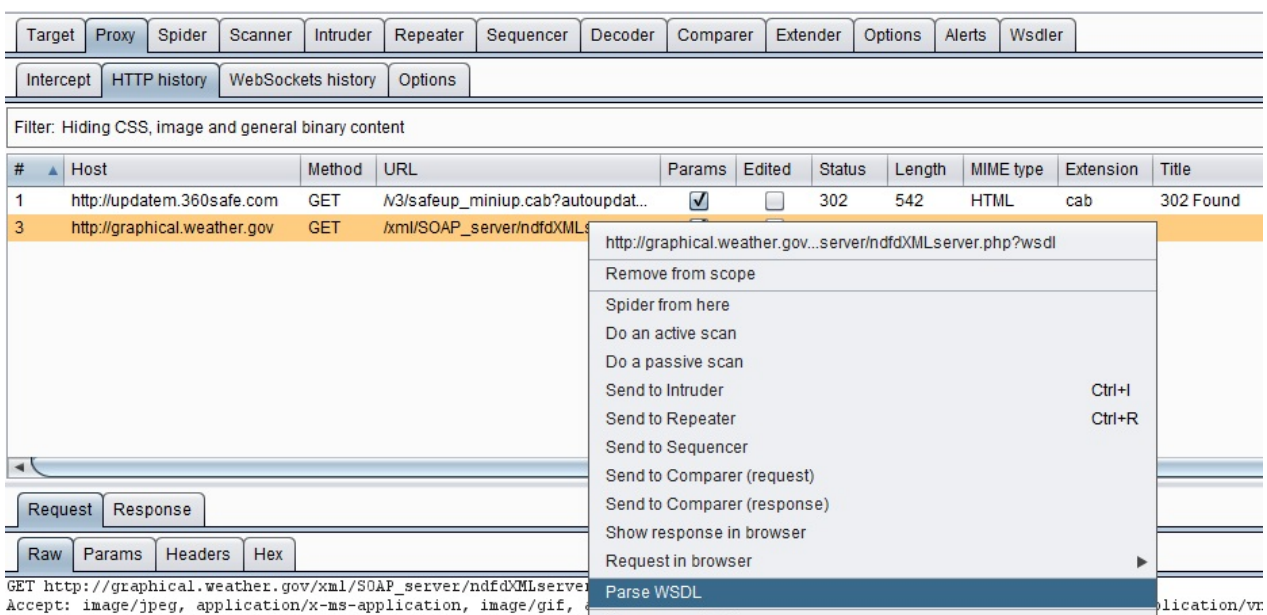 Target Proxy Spider Scanner Intruder Repeater Sequencer Decoder Comparer Extender Options Alerts Wsdler
Intercept HTTP history WebSockets history Options
Filter: Hiding CSS, image and general binary content
# Host Method URL Params Edited Status Length MIME type Extension Title
1 http://updatem.360safe.com GET /v3/safeup_miniup.cab?autoupdat... 302 542 HTML cab 302 Found
3 http://graphical.weather.gov GET /xml/SOAP_server/ndfdXMLs
http://graphical.weather.gov...server/ndfdXMLserver.php?wsdl
Remove from scope
Spider from here
Do an active scan
Do a passive scan
Send to Intruder Ctrl+I
Send to Repeater Ctrl+R
Send to Sequencer
Send to Comparer (request)
Send to Comparer (response)
Show response in browser
Request in browser
Parse WSDL
Request Response
Raw Params Headers Hex
GET http://graphical.weather.gov/xml/SOAP_server/ndfdXMLserver
Accept: image/jpeg, application/x-ms-application, image/gif, plication/vn